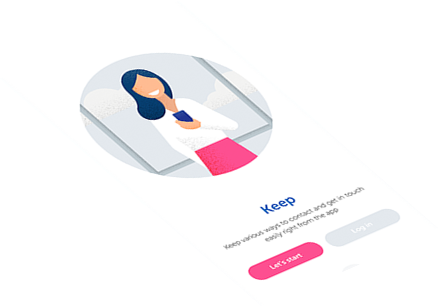 Keep
Keep various ways to contact and get in touch
easily right from the app
Let's start
Log in